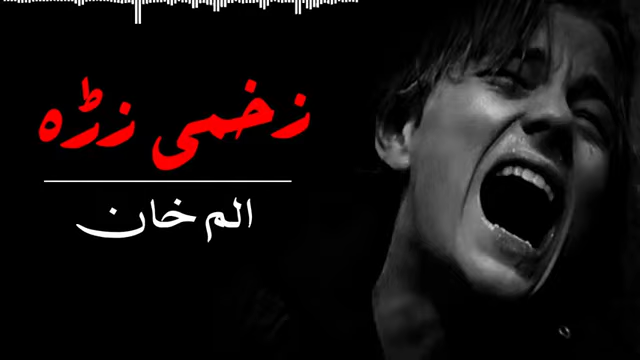 زخمی زړه
الم خان